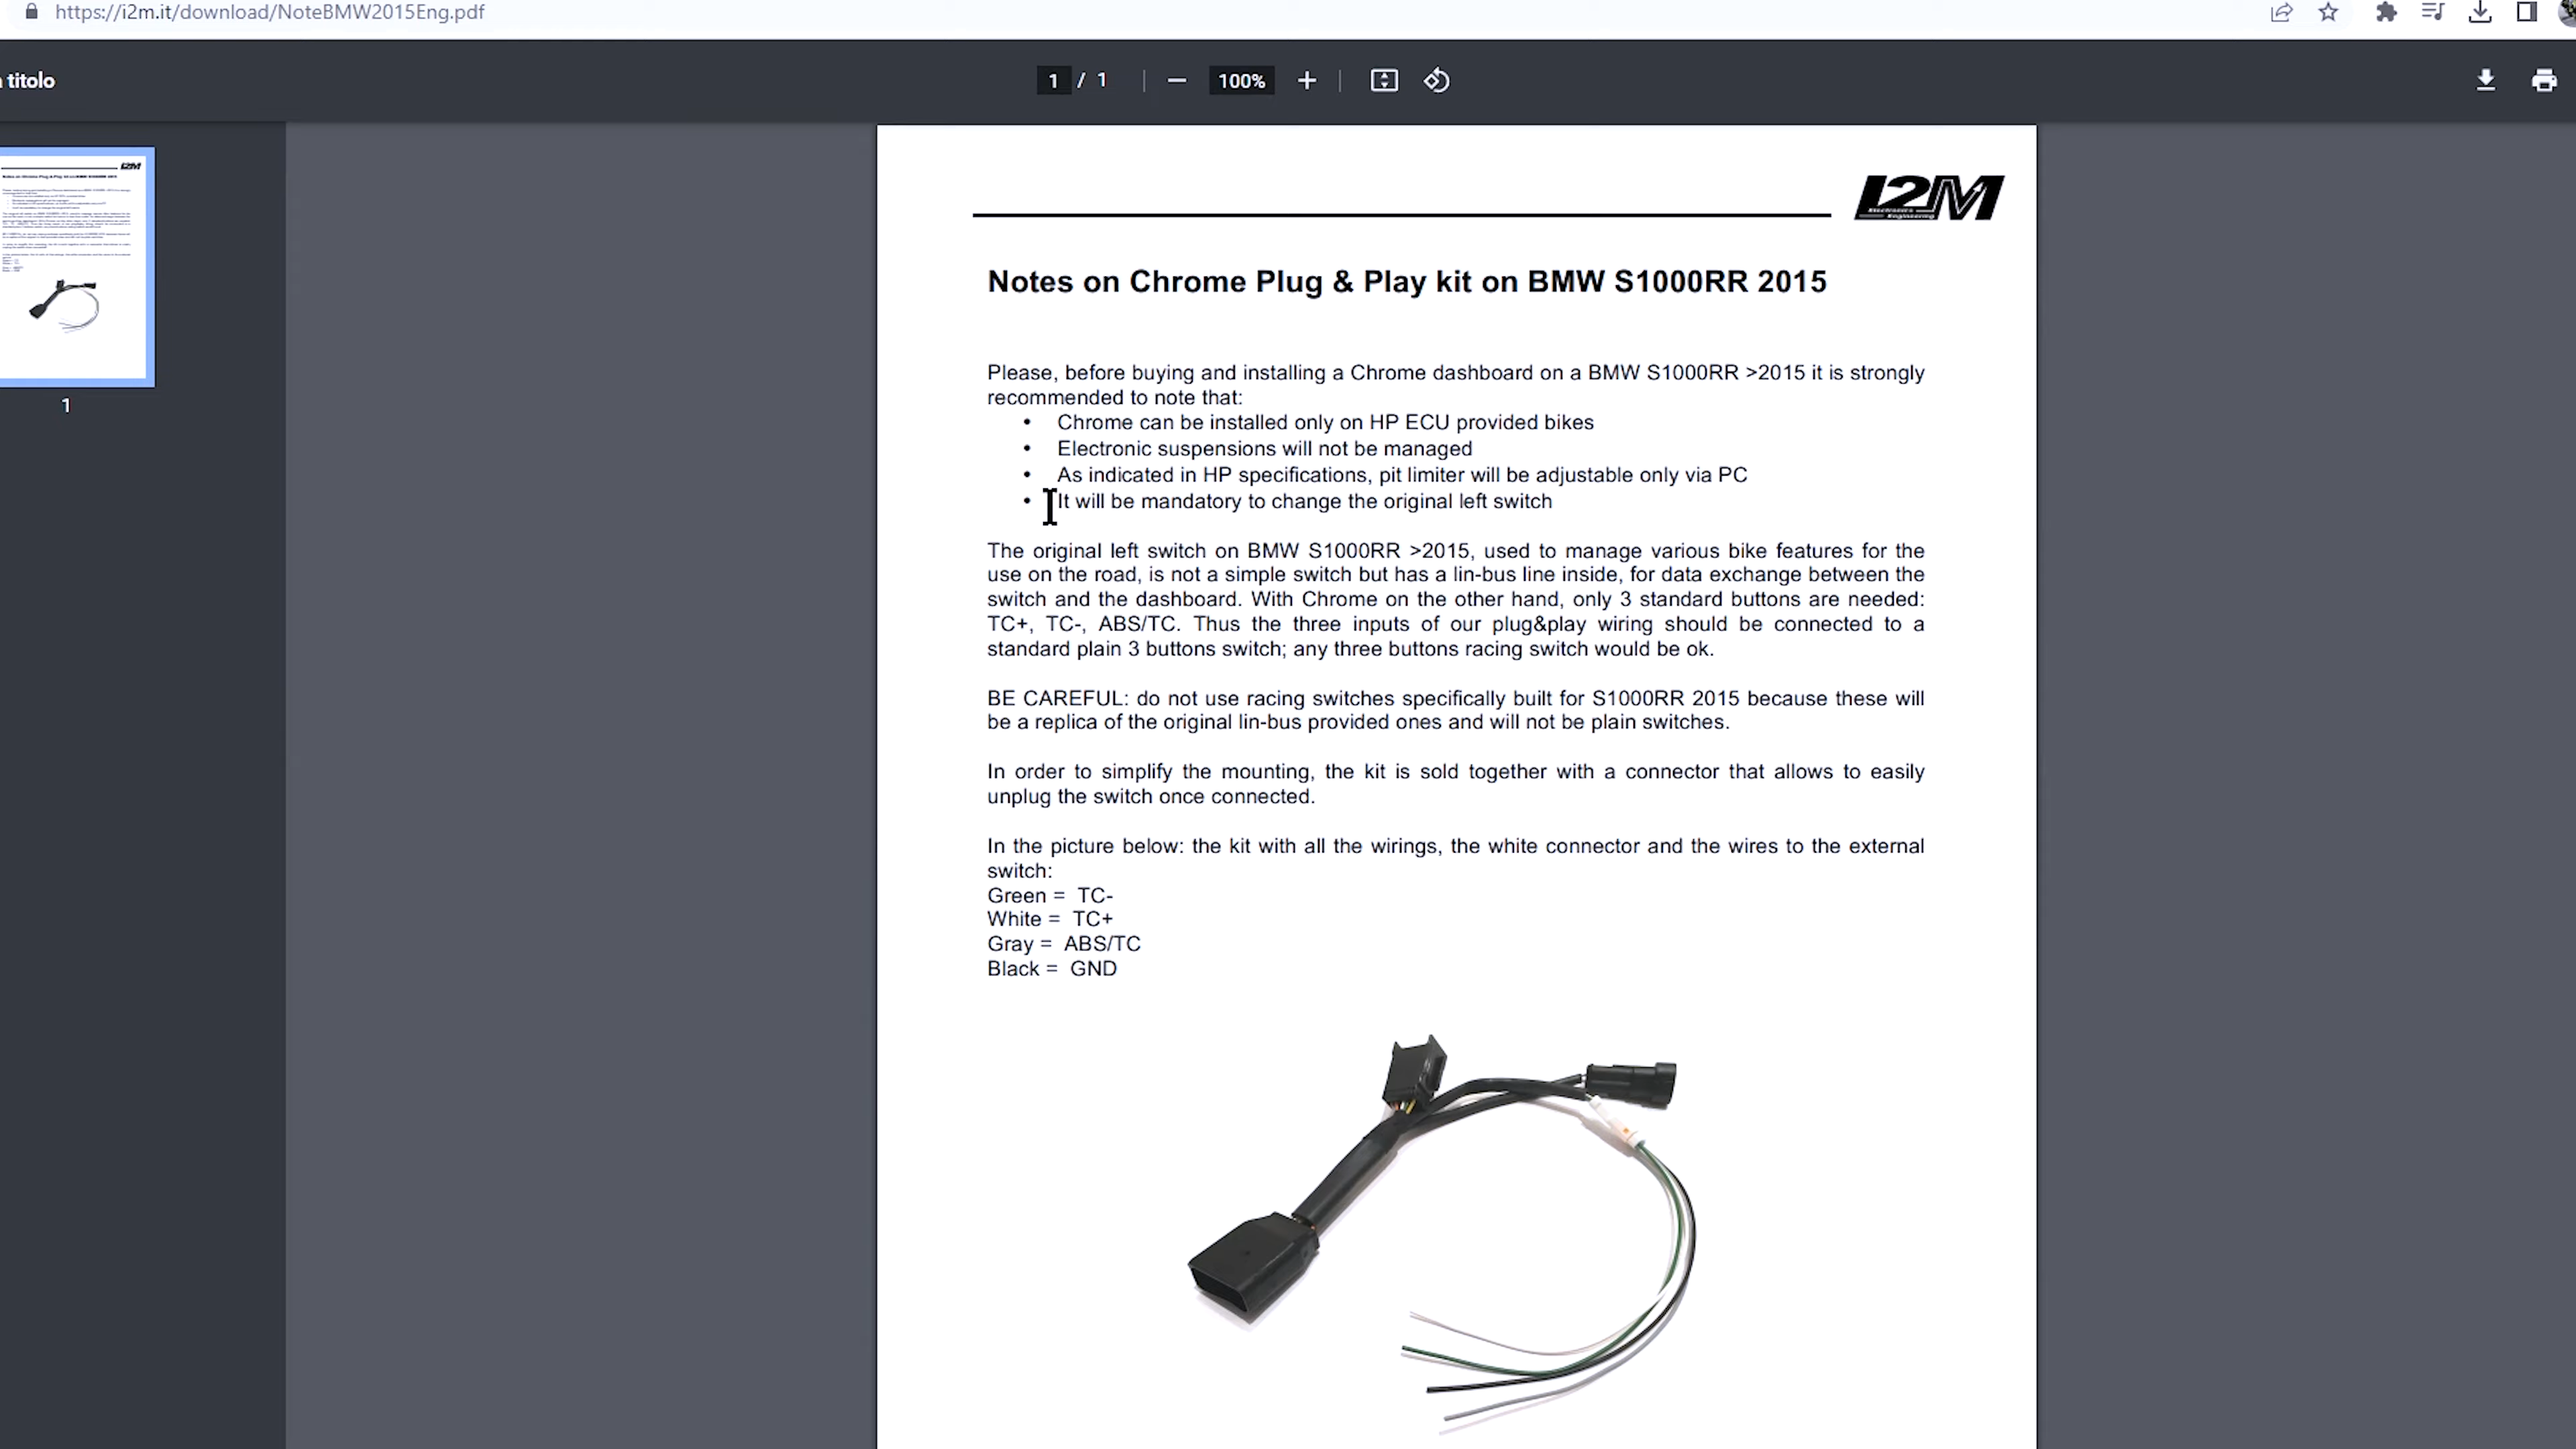 https://i2m.it/download/NoteBMW2015Eng.pdf
titolo
1 / 1
100%
I2M
Electronics
Engineering
Notes on Chrome Plug & Play kit on BMW S1000RR 2015
Please, before buying and installing a Chrome dashboard on a BMW S1000RR >2015 it is strongly
recommended to note that:
• Chrome can be installed only on HP ECU provided bikes
• Electronic suspensions will not be managed
• As indicated in HP specifications, pit limiter will be adjustable only via PC
• It will be mandatory to change the original left switch
The original left switch on BMW S1000RR >2015, used to manage various bike features for the
use on the road, is not a simple switch but has a lin-bus line inside, for data exchange between the
switch and the dashboard. With Chrome on the other hand, only 3 standard buttons are needed:
TC+, TC-, ABS/TC. Thus the three inputs of our plug&play wiring should be connected to a
standard plain 3 buttons switch; any three buttons racing switch would be ok.
BE CAREFUL: do not use racing switches specifically built for S1000RR 2015 because these will
be a replica of the original lin-bus provided ones and will not be plain switches.
In order to simplify the mounting, the kit is sold together with a connector that allows to easily
unplug the switch once connected.
In the picture below: the kit with all the wirings, the white connector and the wires to the external
switch:
Green = TC-
White = TC+
Gray = ABS/TC
Black = GND
1